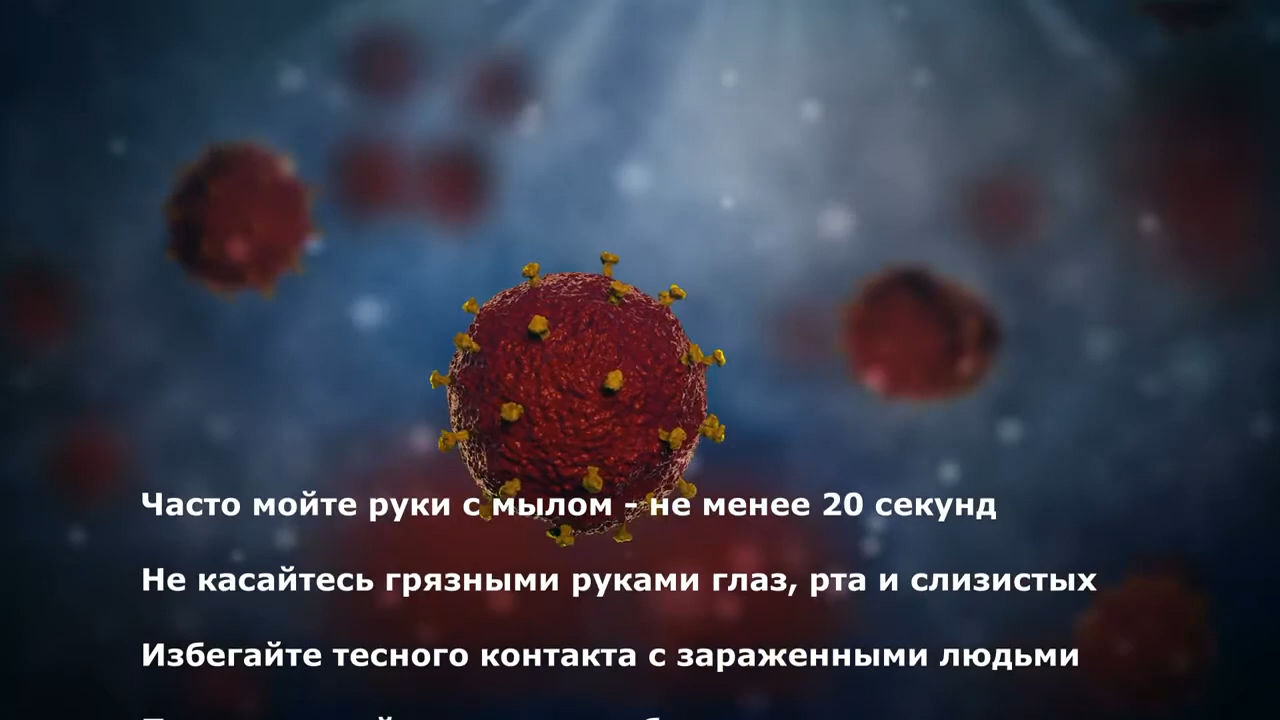 Часто мойте руки с мылом - не менее 20 секунд
Не касайтесь грязными руками глаз, рта и слизистых
Избегайте тесного контакта с зараженными людьми